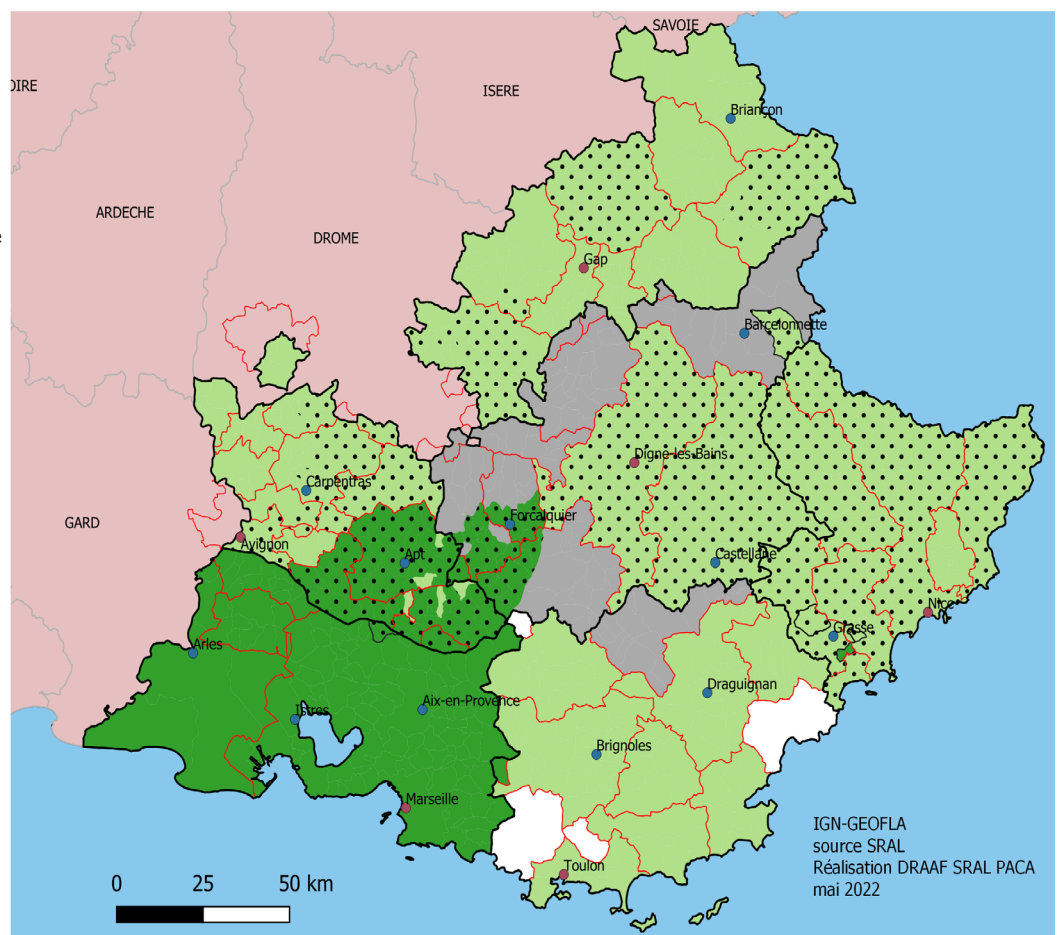 SAVOIE
OIRE
ISERE
Briançon
ARDECHE
DROME
e
Gap
Barcelonnette
Digne-les-Bains
Carpentras
GARD
Forcalquier
Avignon
Apt
Castellane
Nice
Grasse
Arles
Draguignan
Aix-en-Provence
Istres
Brignoles
Marseille
IGN-GEOFLA
source SRAL
Réalisation DRAAF SRAL PACA
mai 2022
Toulon
0 25 50 km